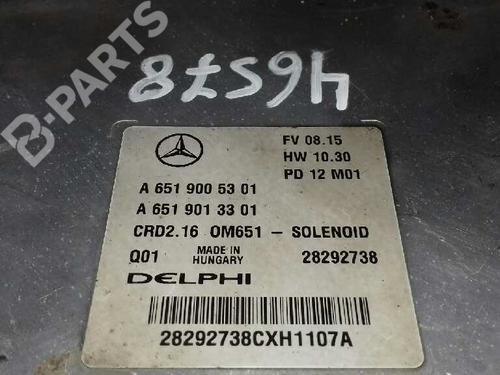 B-PARTS
46578
FV 08.15
HW 10.30
PD 12 M01
A 651 900 53 01
A 651 901 33 01
CRD2.16 OM651 - SOLENOID
Q01 MADE IN HUNGARY 28292738
DELPHI
28292738CXH1107A